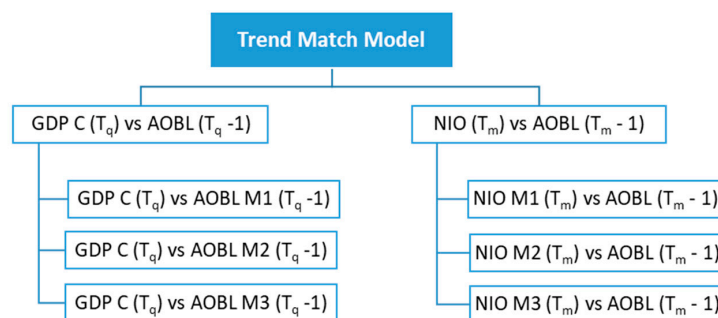 Trend Match Model
GDP C (Tq) vs AOBL (Tq -1)
NIO (Tm) vs AOBL (Tm - 1)
GDP C (Tq) vs AOBL M1 (Tq -1)
NIO M1 (Tm) vs AOBL (Tm - 1)
GDP C (Tq) vs AOBL M2 (Tq -1)
NIO M2 (Tm) vs AOBL (Tm - 1)
GDP C (Tq) vs AOBL M3 (Tq -1)
NIO M3 (Tm) vs AOBL (Tm - 1)